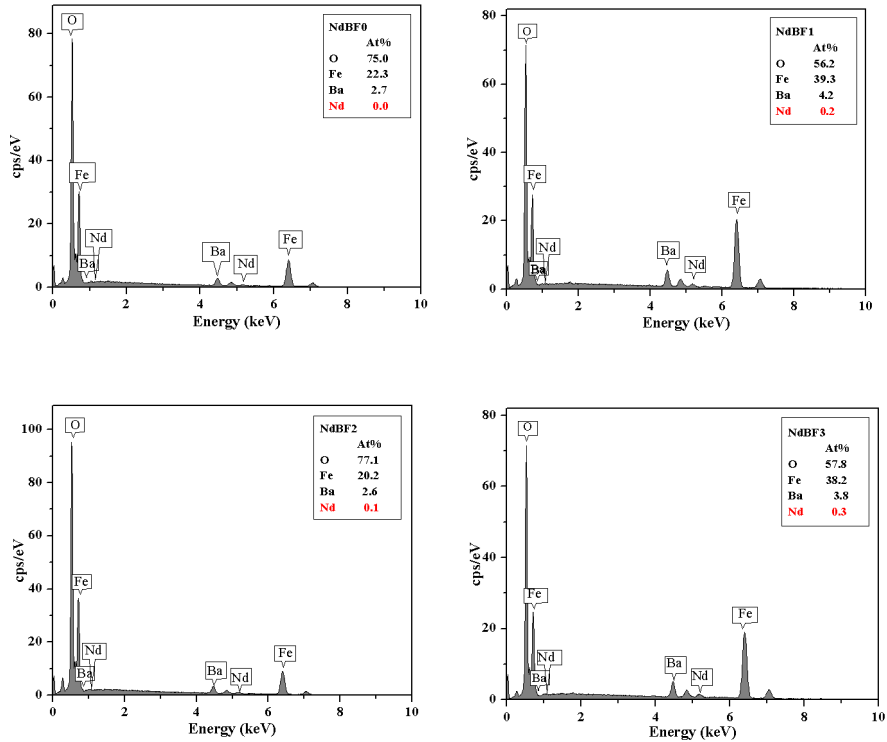 NdBF0
At%
O 75.0
Fe 22.3
Ba 2.7
Nd 0.0
O
Fe
Nd
Ba
Ba
Nd
Fe
80
60
40
20
0
cps/eV
0 2 4 6 8 10
Energy (keV)
NdBF1
At%
O 56.2
Fe 39.3
Ba 4.2
Nd 0.2
O
Fe
Nd
Ba
Ba
Nd
Fe
80
60
40
20
0
cps/eV
0 2 4 6 8 10
Energy (keV)
NdBF2
At%
O 77.1
Fe 20.2
Ba 2.6
Nd 0.1
O
Fe
Nd
Ba
Ba
Nd
Fe
100
80
60
40
20
0
cps/eV
0 2 4 6 8 10
Energy (keV)
NdBF3
At%
O 57.8
Fe 38.2
Ba 3.8
Nd 0.3
O
Fe
Nd
Ba
Ba
Nd
Fe
80
60
40
20
0
cps/eV
0 2 4 6 8 10
Energy (keV)